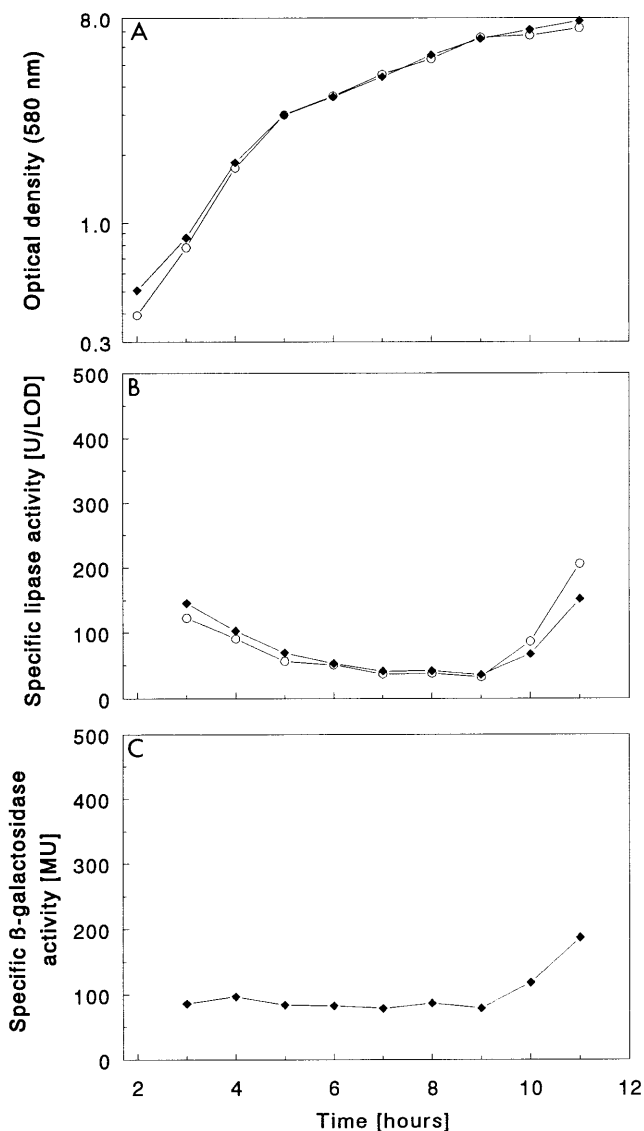 A
8.0
1.0
0.3
Optical density (580 nm)
B
500
400
300
200
100
0
Specific lipase activity [U/LOD]
C
500
400
300
200
100
0
Specific ß-galactosidase
activity [MU]
2 4 6 8 10 12
Time [hours]